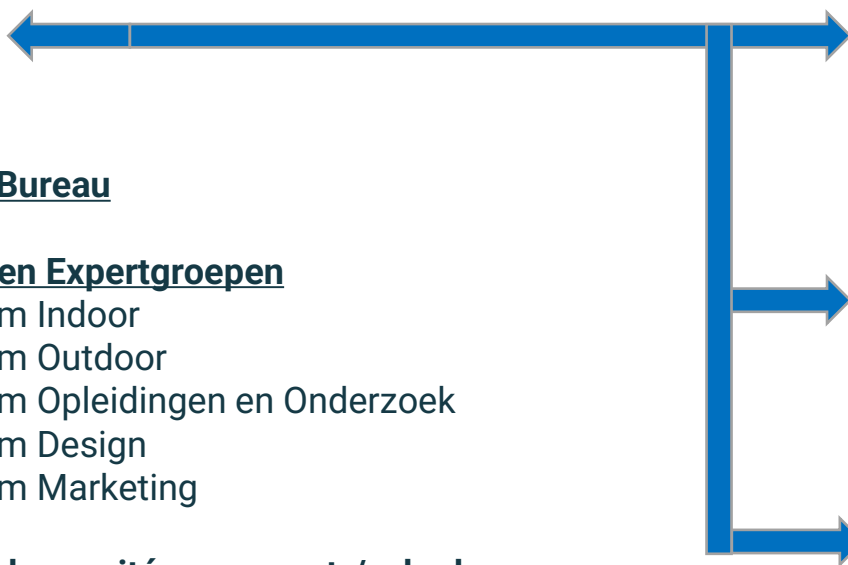 Bureau
en Expertgroepen
m Indoor
m Outdoor
m Opleidingen en Onderzoek
m Design
m Marketing